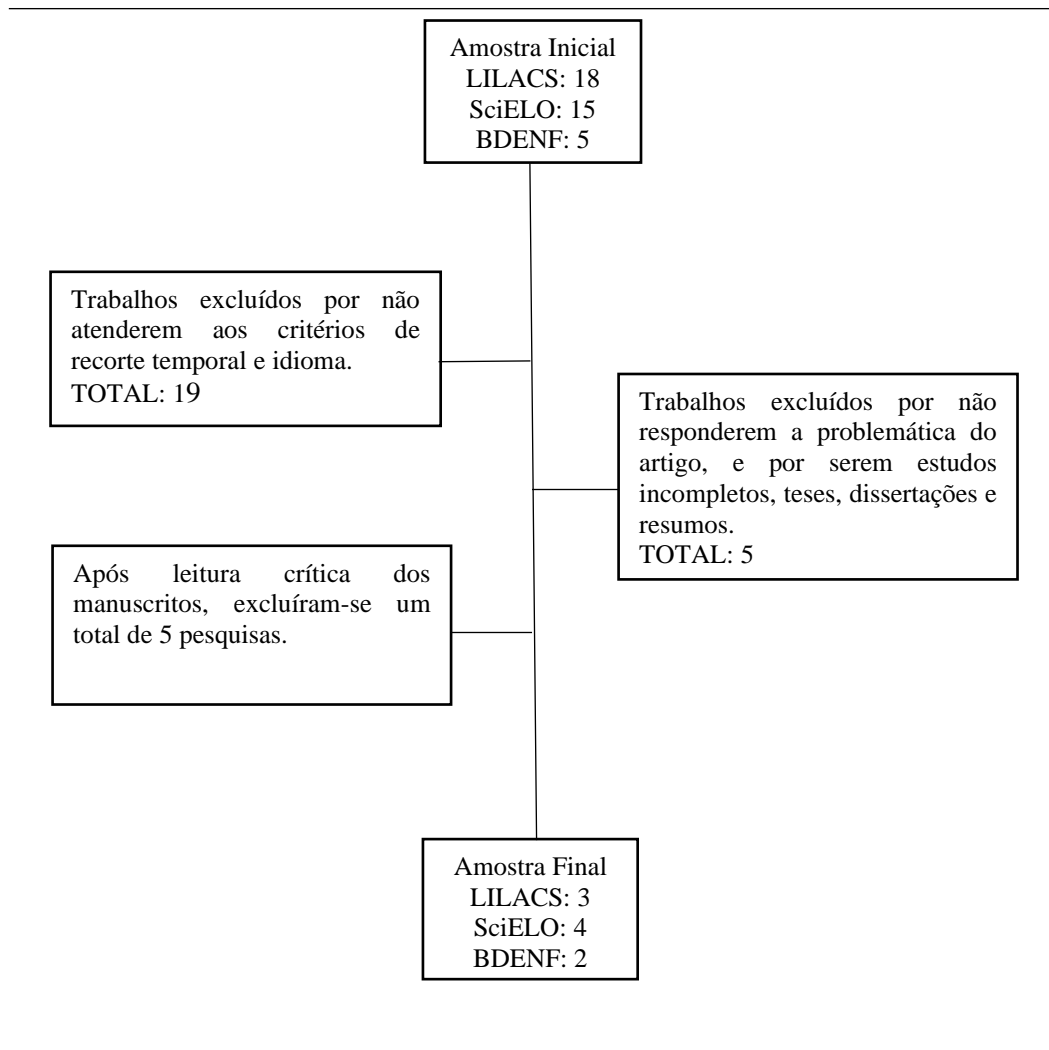 Amostra Inicial
LILACS: 18
SciELO: 15
BDENF: 5
Trabalhos excluídos por não
atenderem aos critérios de
recorte temporal e idioma.
TOTAL: 19
Trabalhos excluídos por não
responderem a problemática do
artigo, e por serem estudos
incompletos, teses, dissertações e
resumos.
TOTAL: 5
Após leitura crítica dos
manuscritos, excluíram-se um
total de 5 pesquisas.
Amostra Final
LILACS: 3
SciELO: 4
BDENF: 2